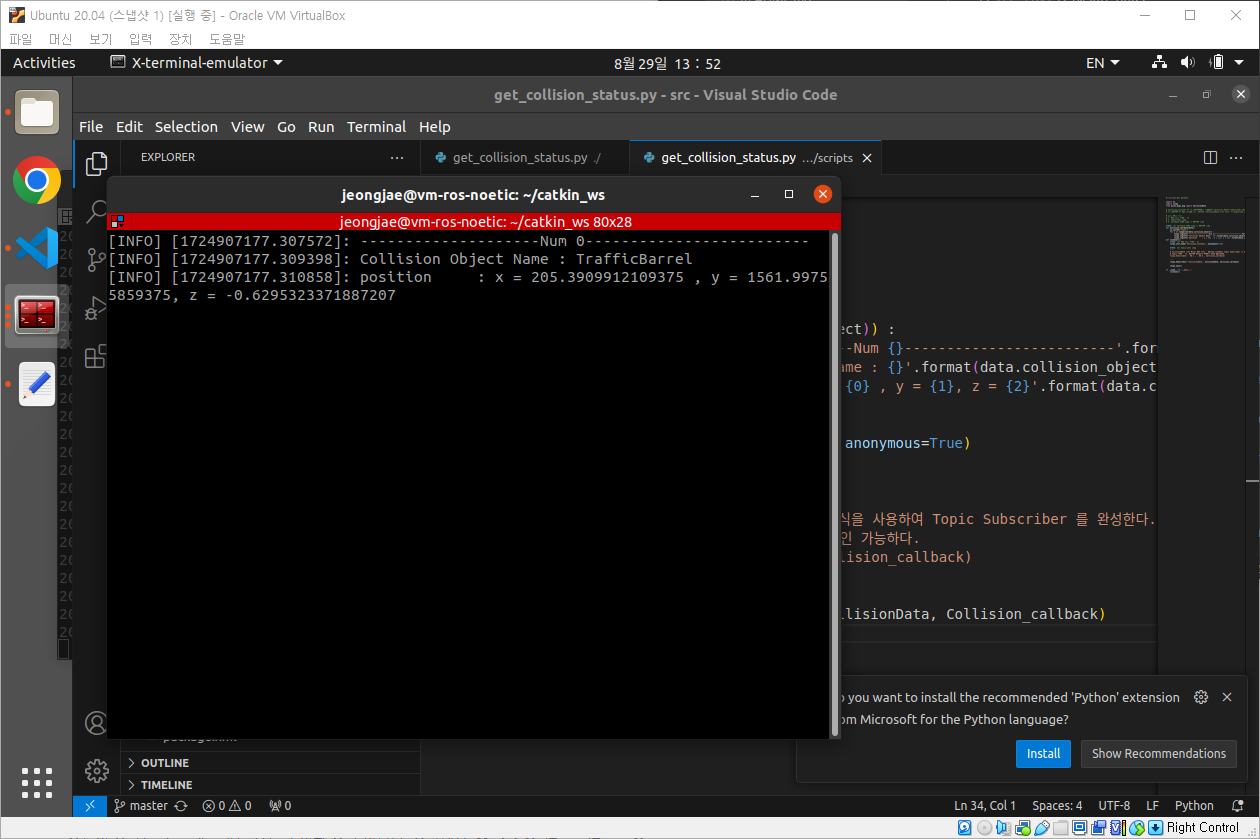 Ubuntu 20.04 (스냅샷 1) [실행 중] - Oracle VM VirtualBox
파일 머신 보기 입력 장치 도움말
Activities X-terminal-emulator 8월 29일 13 : 52 EN
get_collision_status.py - src - Visual Studio Code
File Edit Selection View Go Run Terminal Help
EXPLORER ··· get_collision_status.py ./ get_collision_status.py .../scripts
jeongjae@vm-ros-noetic: ~/catkin_ws
jeongjae@vm-ros-noetic: ~/catkin_ws 80x28
[INFO] [1724907177.307572]: --------------------Num 0--------------
[INFO] [1724907177.309398]: Collision Object Name : TrafficBarrel
[INFO] [1724907177.310858]: position     : x = 205.3909912109375 , y = 1561.9975
5859375, z = -0.6295323371887207
ect)) :
--Num {}-------------------------'.for
ame : {}'.format(data.collision_object
{0} , y = {1}, z = {2}'.format(data.c
anonymous=True)
식을 사용하여 Topic Subscriber 를 완성한다.
인 가능하다.
lision_callback)
llisionData, Collision_callback)
you want to install the recommended 'Python' extension
om Microsoft for the Python language?
Install Show Recommendations
OUTLINE
TIMELINE
master 0 0 0 Ln 34, Col 1 Spaces: 4 UTF-8 LF Python
Right Control